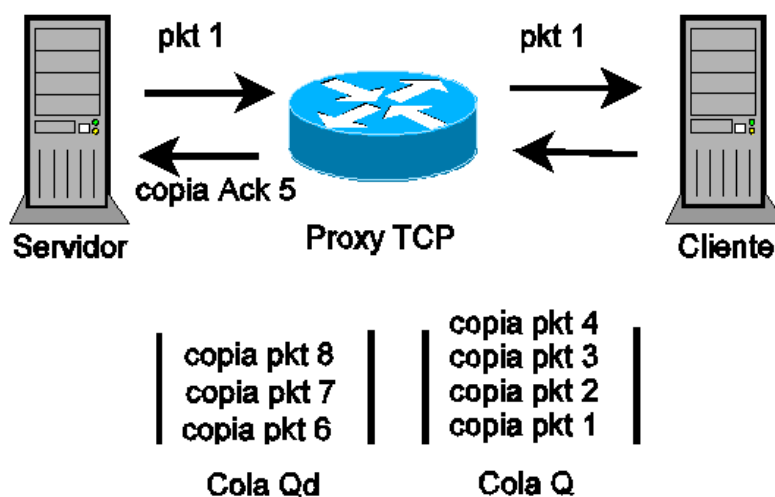 pkt 1
pkt 1
copia Ack 5
Servidor
Proxy TCP
Cliente
copia pkt 8
copia pkt 7
copia pkt 6
Cola Qd
copia pkt 4
copia pkt 3
copia pkt 2
copia pkt 1
Cola Q